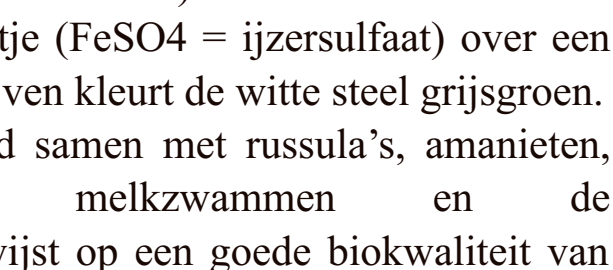 tje (FeSO4 = ijzersulfaat) over een
ven kleurt de witte steel grijsgroen.
d samen met russula’s, amanieten,
melkzwammen en de
wijst op een goede biokwaliteit van